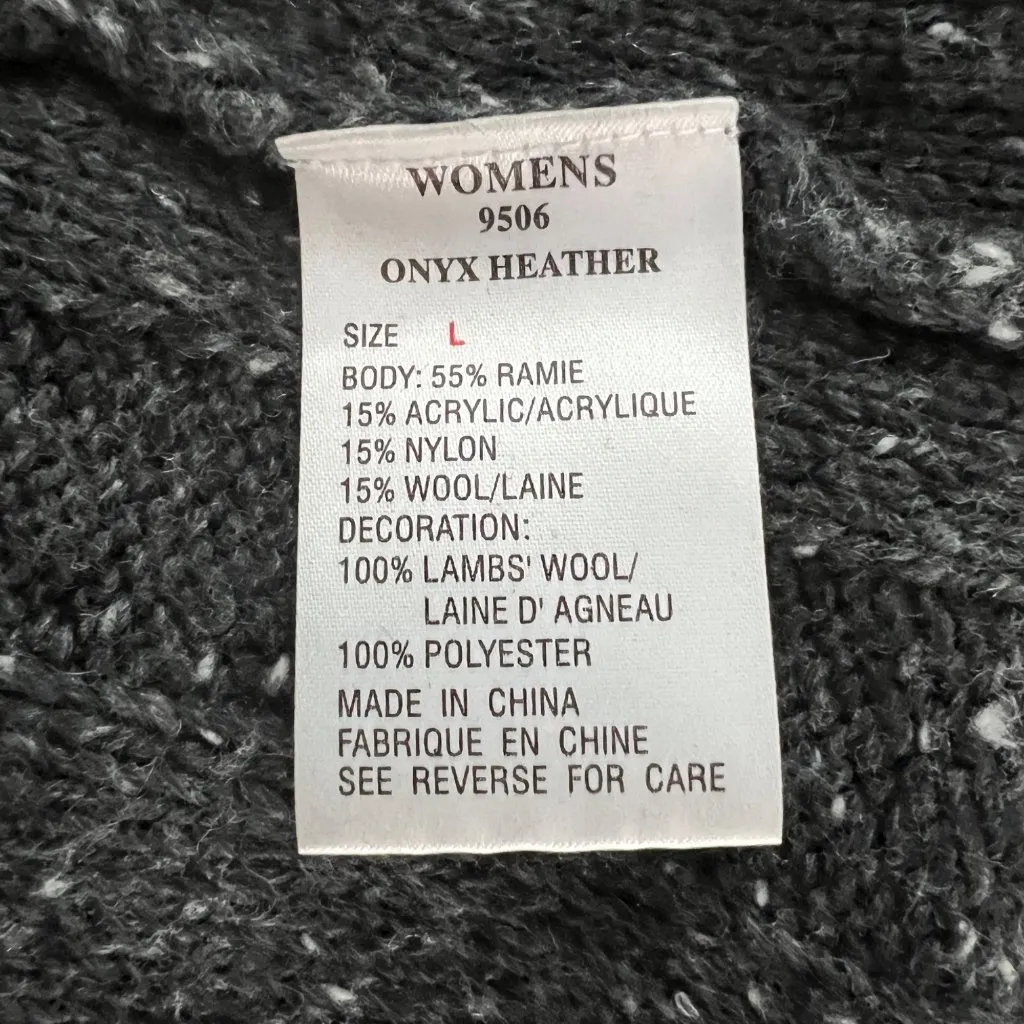 WOMENS
9506
ONYX HEATHER
SIZE L
BODY: 55% RAMIE
15% ACRYLIC/ACRYLIQUE
15% NYLON
15% WOOL/LAINE
DECORATION:
100% LAMBS' WOOL/
LAINE D' AGNEAU
100% POLYESTER
MADE IN CHINA
FABRIQUE EN CHINE
SEE REVERSE FOR CARE